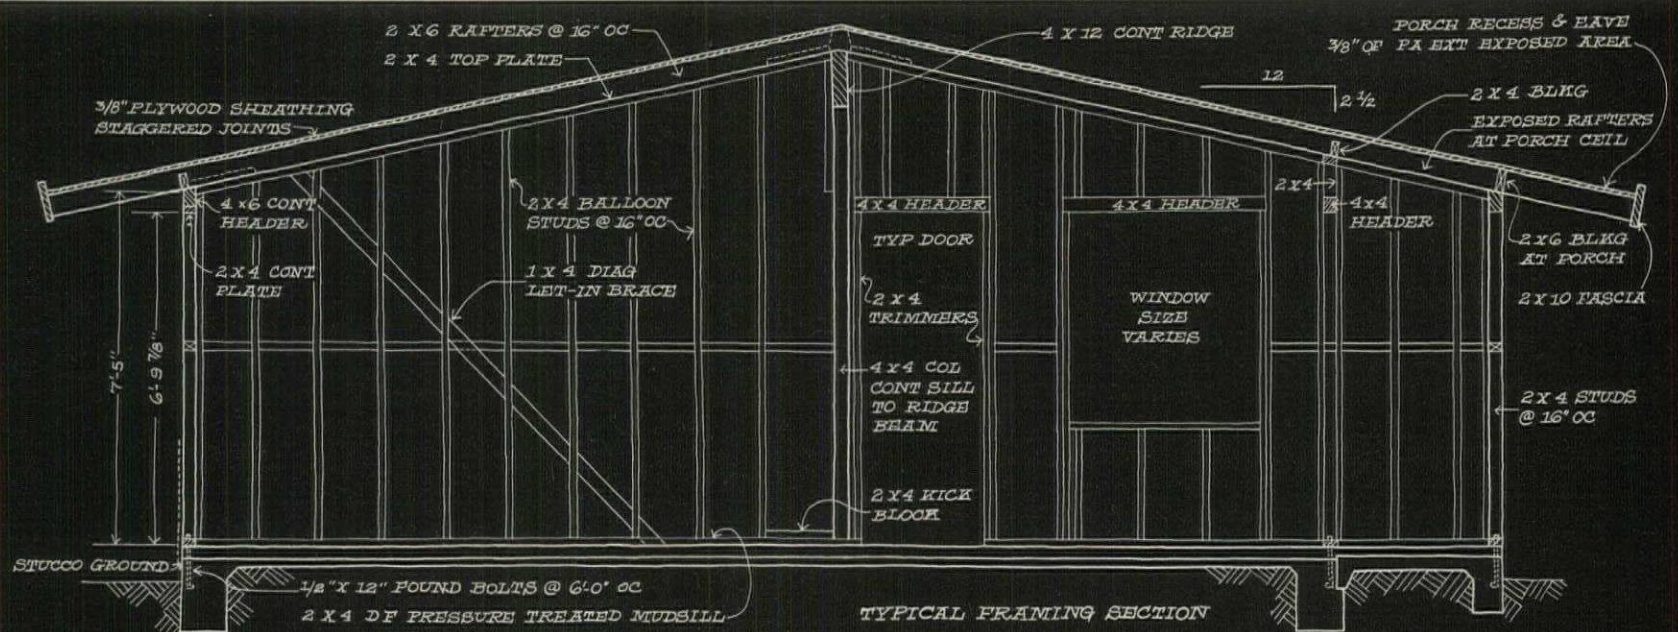 2 X 6 RAFTERS @ 16" OC
2 X 4 TOP PLATE
3/8" PLYWOOD SHEATHING
STAGGERED JOINTS
4 X 12 CONT RIDGE
PORCH RECESS & EAVE
3/8" OF PA EXT EXPOSED AREA
12
2 1/2
2 X 4 BLKG
EXPOSED RAFTERS
AT PORCH CEIL
4 x 6 CONT
HEADER
2 X 4 CONT
PLATE
2 X 4 BALLOON
STUDS @ 16" OC
1 X 4 DIAG
LET-IN BRACE
4 x 4 HEADER
TYP DOOR
2 X 4
TRIMMERS
4 x 4 COL
CONT SILL
TO RIDGE
BEAM
2 X 4 KICK
BLOCK
4 x 4 HEADER
WINDOW
SIZE
VARIES
2 x 4
4 x 4
HEADER
2 X 6 BLKG
AT PORCH
2 X 10 FASCIA
2 X 4 STUDS
@ 16" OC
7'-5"
6'-9 7/8"
STUCCO GROUND
1/2" X 12" FOUND BOLTS @ 6'-0" OC
2 X 4 DF PRESSURE TREATED MUDSILL
TYPICAL FRAMING SECTION